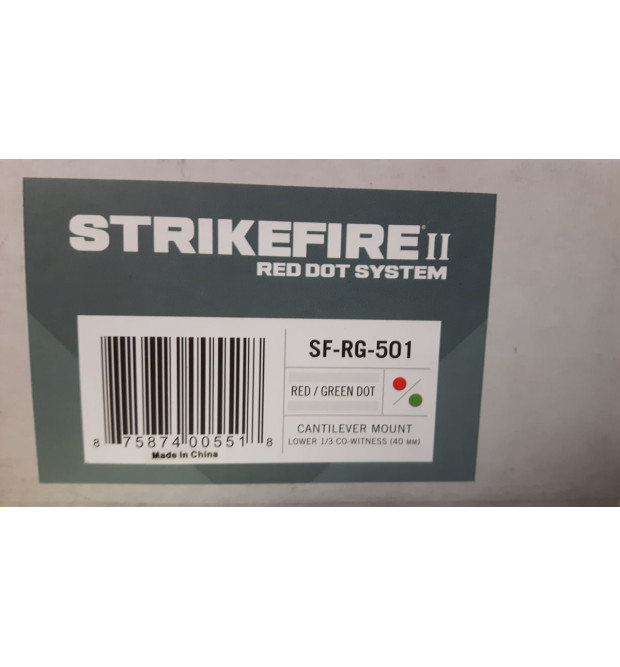 STRIKEFIRE® II
RED DOT SYSTEM
SF-RG-501
RED / GREEN DOT
CANTILEVER MOUNT
LOWER 1/3 CO-WITNESS (40 MM)
8 75874 00551 8
Made in China